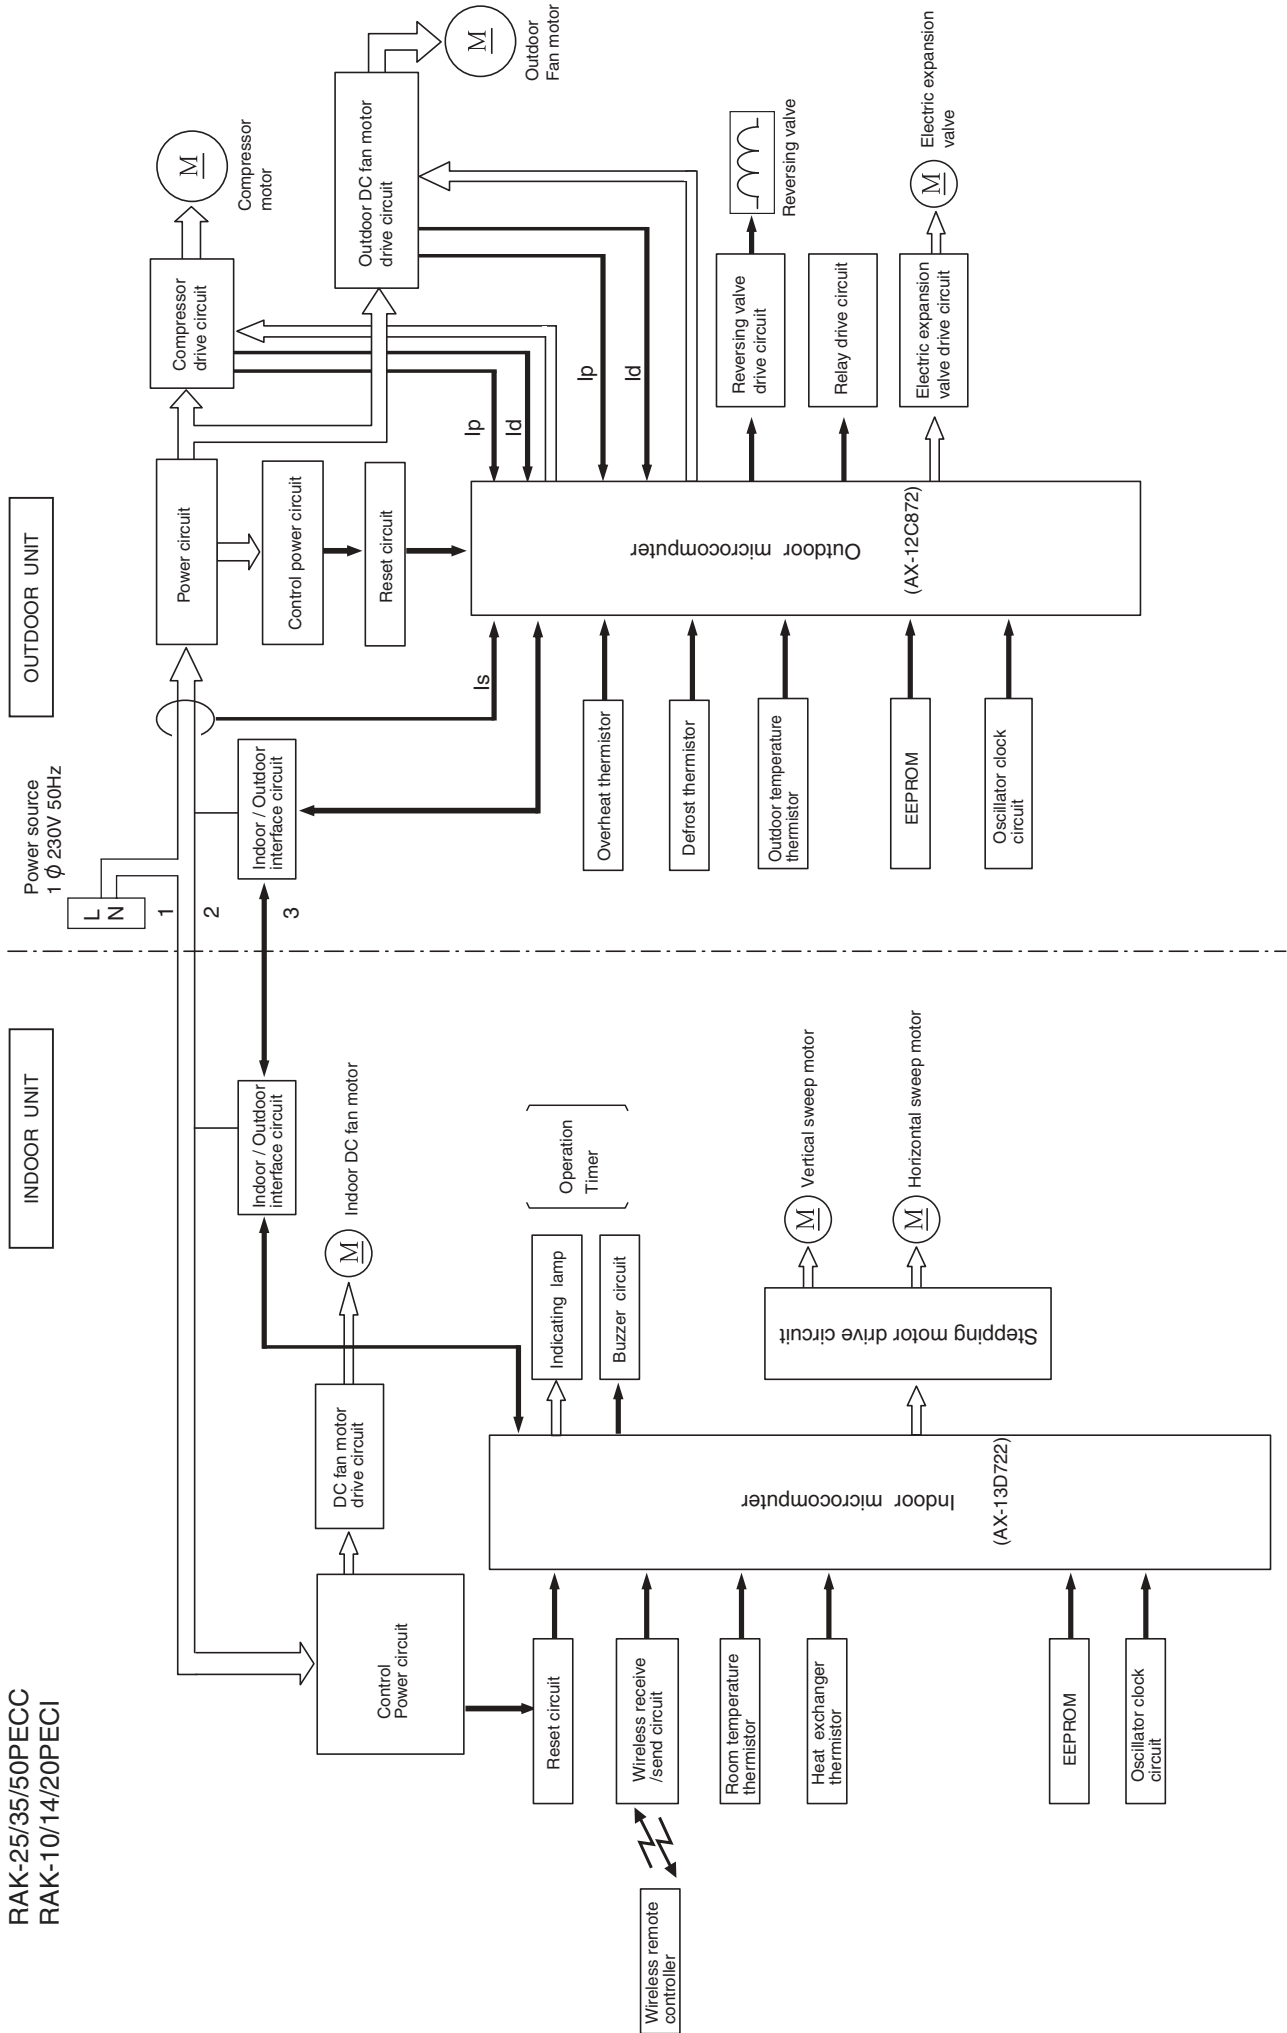 RAK-25/35/50PECC
RAK-10/14/20PECI
INDOOR UNIT
OUTDOOR UNIT
Power source
1 ϕ 230V 50Hz
L
N
1
2
3
Control
Power circuit
DC fan motor
drive circuit
M
Indoor DC fan motor
Indoor / Outdoor
interface circuit
Indoor / Outdoor
interface circuit
Wireless remote
controller
Reset circuit
Wireless receive
/send circuit
Room temperature
thermistor
Heat exchanger
thermistor
EEPROM
Oscillator clock
circuit
Indoor microcomputer
(AX-13D722)
Indicating lamp
Buzzer circuit
Operation
Timer
Stepping motor drive circuit
M
Vertical sweep motor
M
Horizontal sweep motor
Power circuit
Control power circuit
Reset circuit
Is
Overheat thermistor
Defrost thermistor
Outdoor temperature
thermistor
EEPROM
Oscillator clock
circuit
Outdoor microcomputer
(AX-12C872)
Compressor
drive circuit
M
Compressor
motor
Ip
Id
Outdoor DC fan motor
drive circuit
M
Outdoor
Fan motor
Ip
Id
Reversing valve
drive circuit
Reversing valve
Relay drive circuit
Electric expansion
valve drive circuit
M
Electric expansion
valve